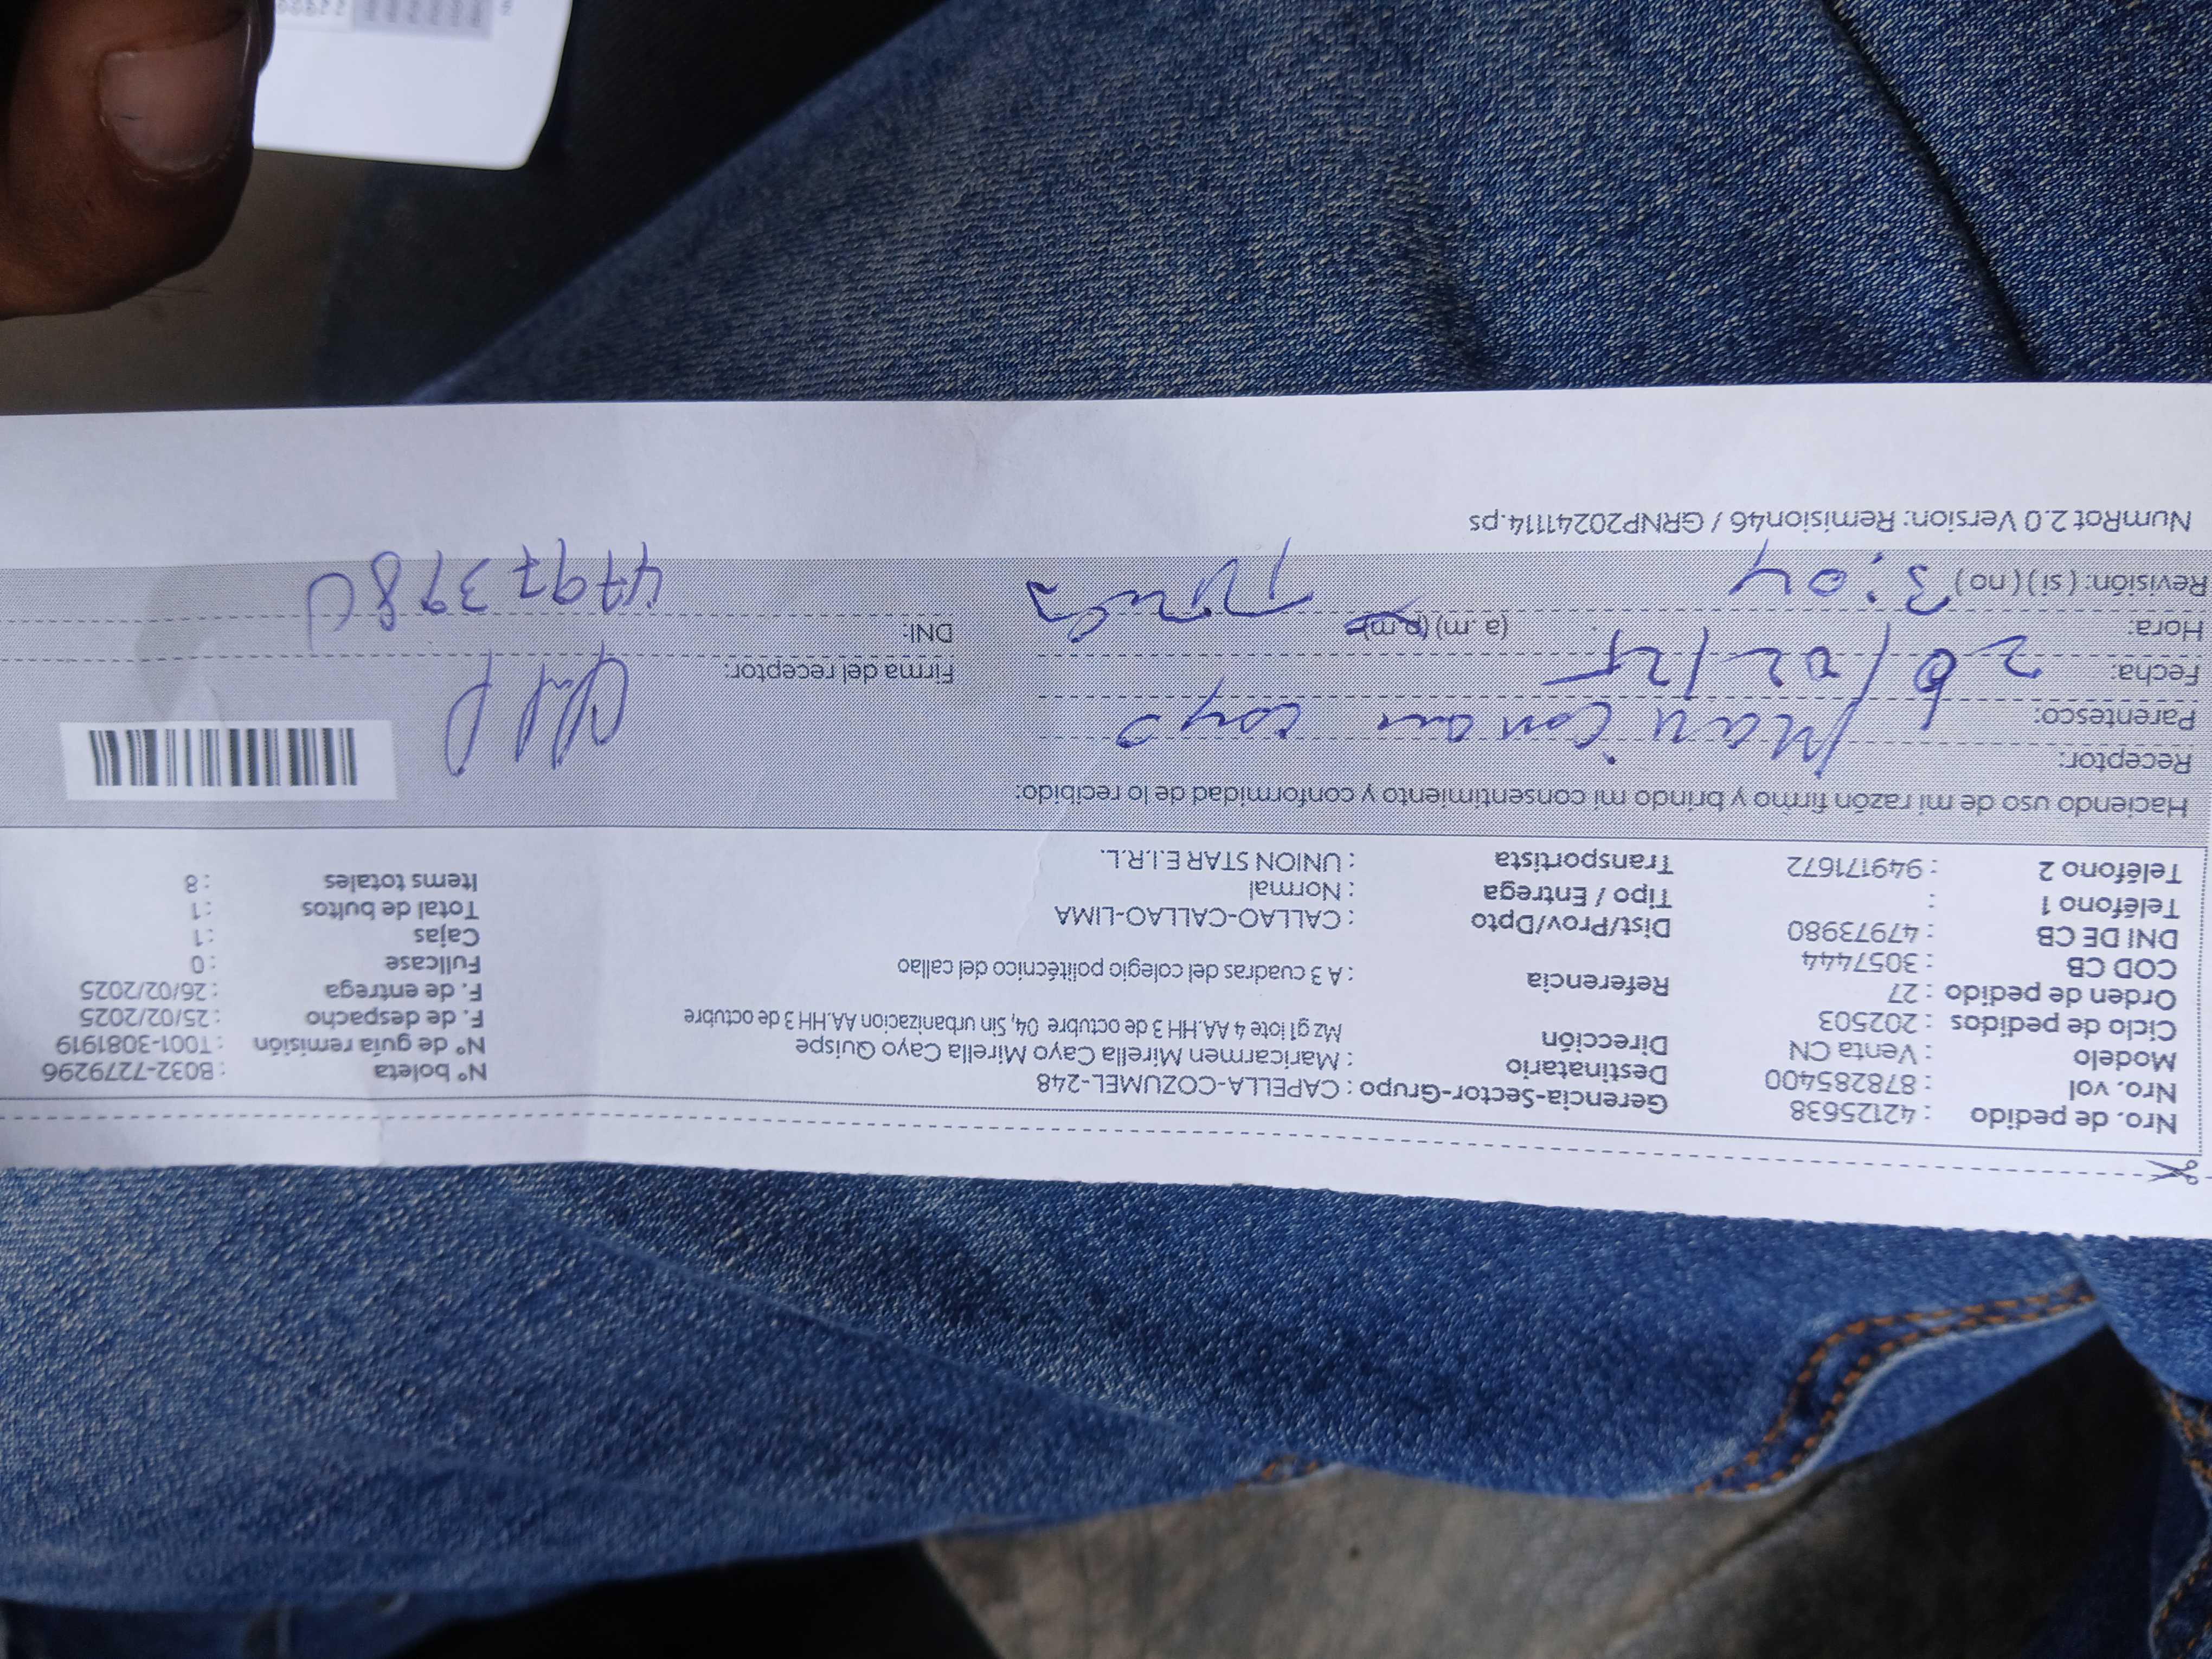 Nro. de pedido : 42125638 Gerencia-Sector-Grupo : CAPELLA-COZUMEL-248 N° boleta : B032-7279296
Nro. vol : 878285400 Destinatario : Maricarmen Mirella Cayo Mirella Cayo Quispe N° de guía remisión : T001-3081919
Modelo : Venta CN Dirección Mz g1 lote 4 AA.HH 3 de octubre 04, Sin urbanizacion AA.HH 3 de octubre F. de despacho : 25/02/2025
Ciclo de pedidos : 202503 F. de entrega : 26/02/2025
Orden de pedido : 27 Referencia : A 3 cuadras del colegio politécnico del callao Fullcase : 0
COD CB : 3057444 Cajas : 1
DNI DE CB : 47973980 Dist/Prov/Dpto : CALLAO-CALLAO-LIMA Total de bultos : 1
Teléfono 1 : Tipo / Entrega : Normal Items totales : 8
Teléfono 2 : 949171672 Transportista : UNION STAR E.I.R.L.
Haciendo uso de mi razón firmo y brindo mi consentimiento y conformidad de lo recibido:
Receptor:
Parentesco: Maricarmen Cayo
Fecha: 26/02/25 Firma del receptor:
Hora: (a.m) (p.m) DNI: 47973980
Revisión: (si) (no) 3:04
NumRot 2.0 Version: Remision46 / GRNP20241114.ps